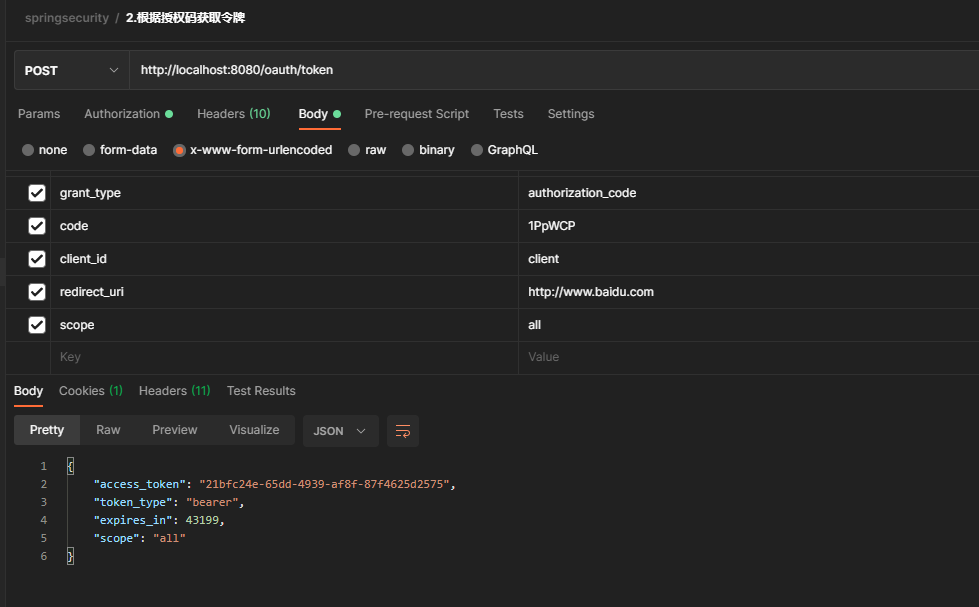 springsecurity / 2.根据授权码获取令牌
POST http://localhost:8080/oauth/token
Params Authorization Headers (10) Body Pre-request Script Tests Settings
none form-data x-www-form-urlencoded raw binary GraphQL
grant_type authorization_code
code 1PpWCP
client_id client
redirect_uri http://www.baidu.com
scope all
Key Value
Body Cookies (1) Headers (11) Test Results
Pretty Raw Preview Visualize JSON
1 {
2 "access_token": "21bfc24e-65dd-4939-af8f-87f4625d2575",
3 "token_type": "bearer",
4 "expires_in": 43199,
5 "scope": "all"
6 }